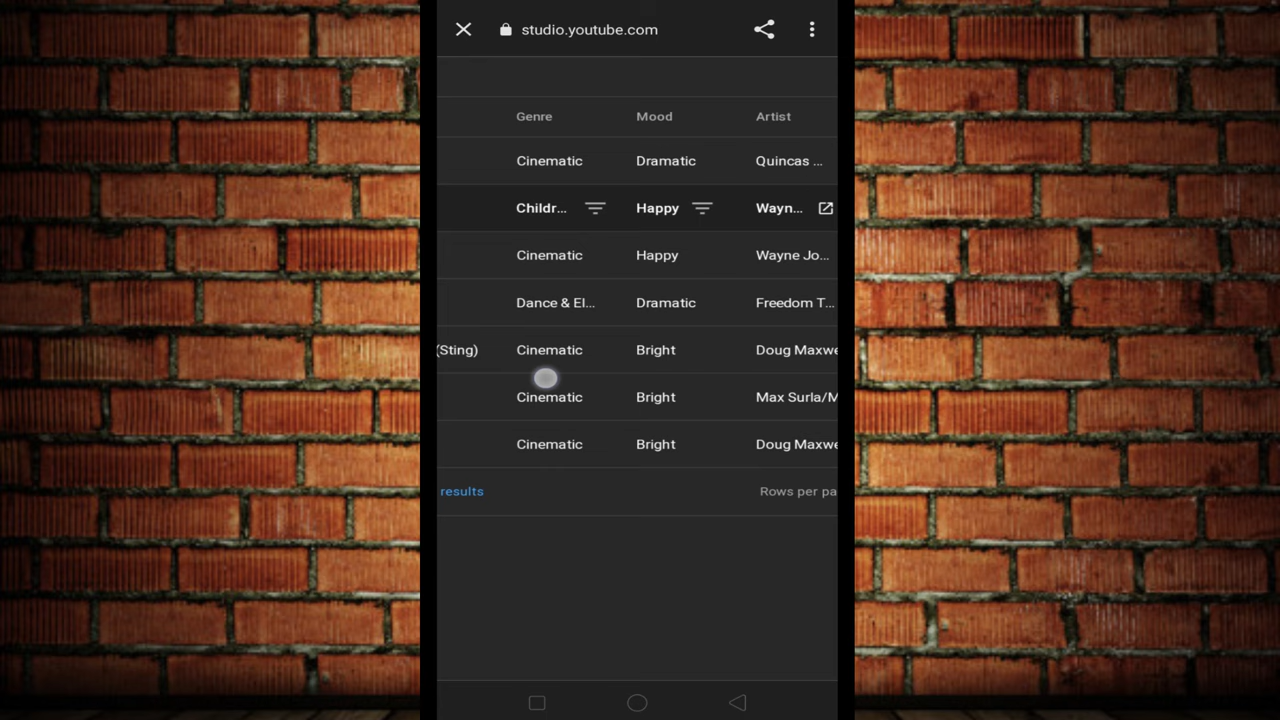 studio.youtube.com
Genre Mood Artist
Cinematic Dramatic Quincas ...
Childr... Happy Wayn...
Cinematic Happy Wayne Jo...
Dance & El... Dramatic Freedom T...
(Sting) Cinematic Bright Doug Maxwe
Cinematic Bright Max Surla/M
Cinematic Bright Doug Maxwe
results Rows per pa